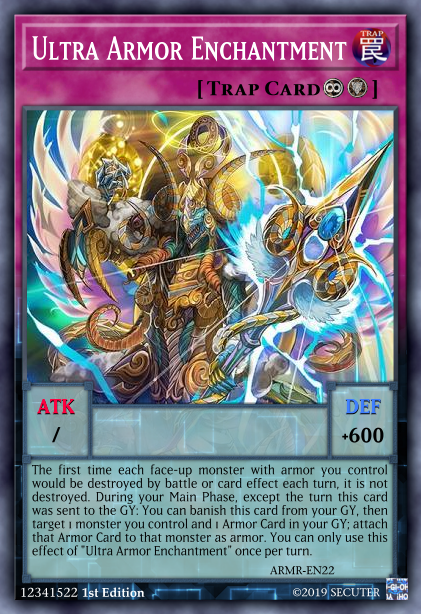 ULTRA ARMOR ENCHANTMENT
TRAP
罠
[TRAP CARD]
ATK
DEF
/
+600
The first time each face-up monster with armor you control
would be destroyed by battle or card effect each turn, it is not
destroyed. During your Main Phase, except the turn this card
was sent to the GY: You can banish this card from your GY, then
target 1 monster you control and 1 Armor Card in your GY; attach
that Armor Card to that monster as armor. You can only use this
effect of "Ultra Armor Enchantment" once per turn.
ARMR-EN22
12341522 1st Edition
©2019 SECUTER